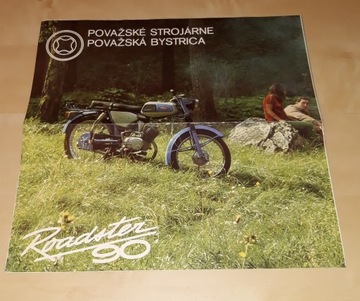 POVAŽSKÉ STROJÁRNE
POVAŽSKÁ BYSTRICA
Roadster
90